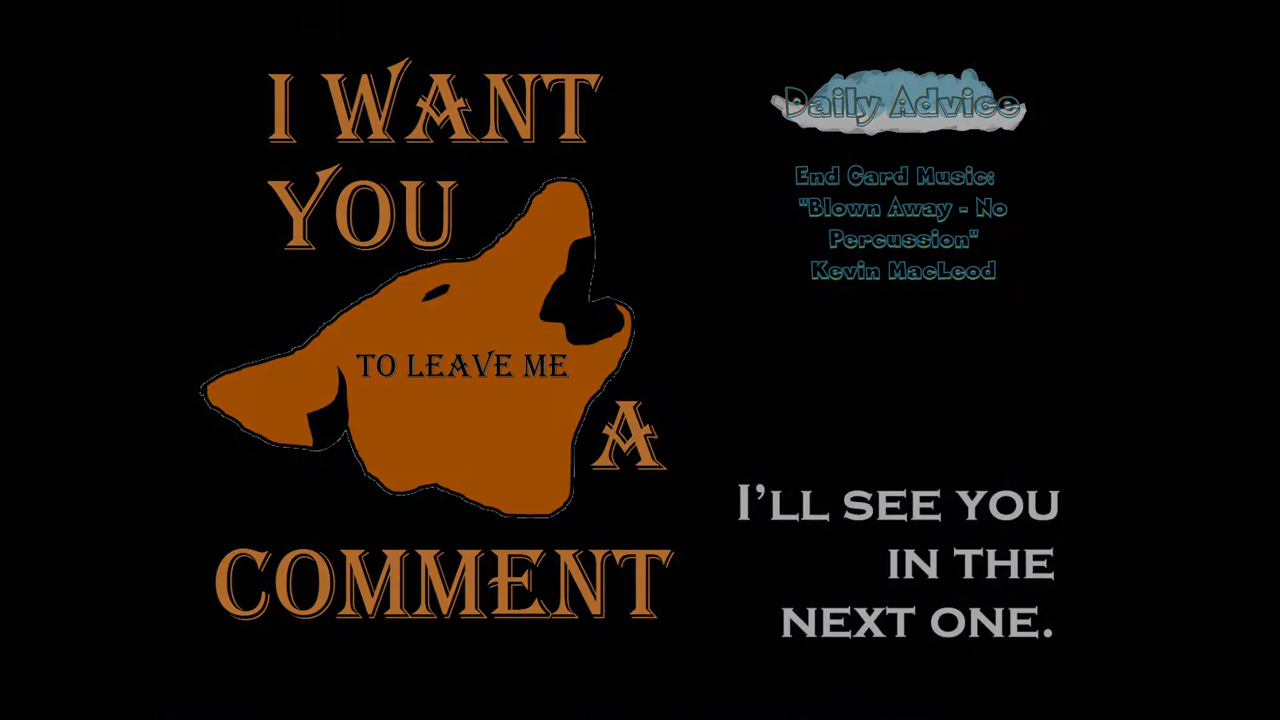 I WANT
YOU
TO LEAVE ME
A
COMMENT
Daily Advice
End Card Music:
"Blown Away - No
Percussion"
Kevin MacLeod
I'LL SEE YOU
IN THE
NEXT ONE.